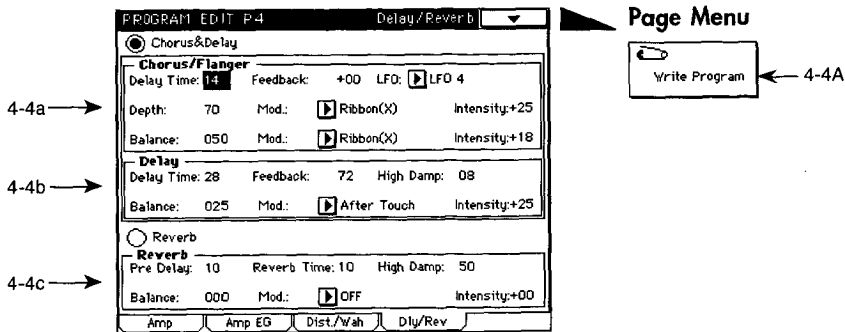 PROGRAM EDIT P4 Delay/Reverb
Page Menu
Write Program
4-4A
Chorus&Delay
Chorus/Flanger
Delay Time: 14 Feedback: +00 LFO: LFO 4
4-4a
Depth: 70 Mod.: Ribbon(X) Intensity:+25
Balance: 050 Mod.: Ribbon(X) Intensity:+18
Delay
Delay Time: 28 Feedback: 72 High Damp: 08
4-4b
Balance: 025 Mod.: After Touch Intensity:+25
Reverb
Reverb
Pre Delay: 10 Reverb Time: 10 High Damp: 50
4-4c
Balance: 000 Mod.: OFF Intensity:+00
Amp Amp EG Dist./Wah Dly/Rev